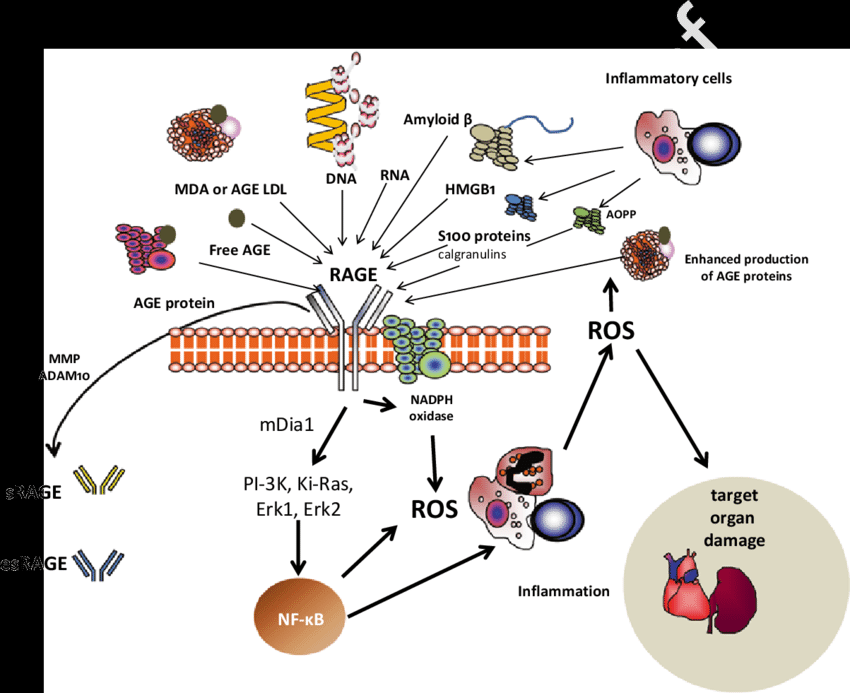 f
Inflammatory cells
Amyloid β
DNA
RNA
MDA or AGE LDL
HMGB1
AOPP
S100 proteins
calgranulins
Free AGE
RAGE
Enhanced production
of AGE proteins
AGE protein
ROS
MMP
ADAM10
NADPH
oxidase
mDia1
PI-3K, Ki-Ras,
Erk1, Erk2
ROS
sRAGE
target
organ
damage
esRAGE
Inflammation
NF-κB